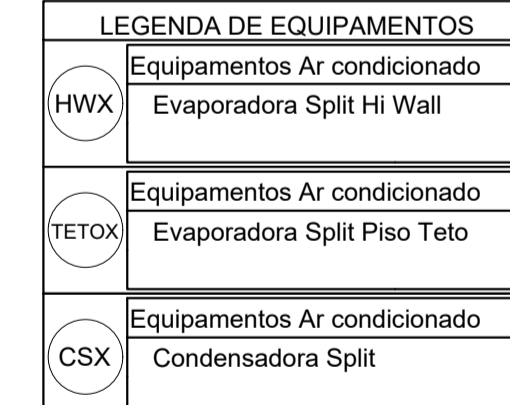 LEGENDA DE EQUIPAMENTOS
Equipamentos Ar condicionado
HWX
Evaporadora Split Hi Wall
Equipamentos Ar condicionado
TETOX
Evaporadora Split Piso Teto
Equipamentos Ar condicionado
CSX
Condensadora Split